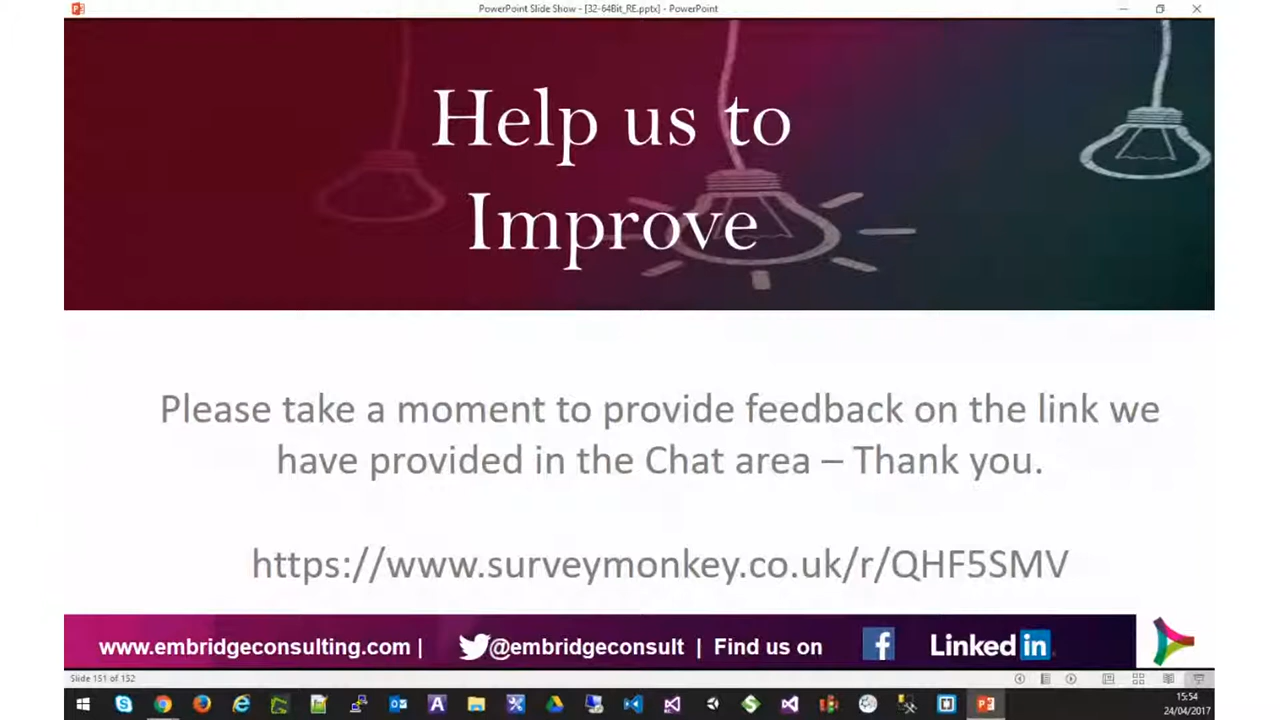 PowerPoint Slide Show - [32-64Bit_RE.pptx] - PowerPoint
Help us to
Improve
Please take a moment to provide feedback on the link we
have provided in the Chat area – Thank you.
https://www.surveymonkey.co.uk/r/QHF5SMV
www.embridgeconsulting.com | @embridgeconsult | Find us on f Linked in
Slide 151 of 152
15:54
24/04/2017